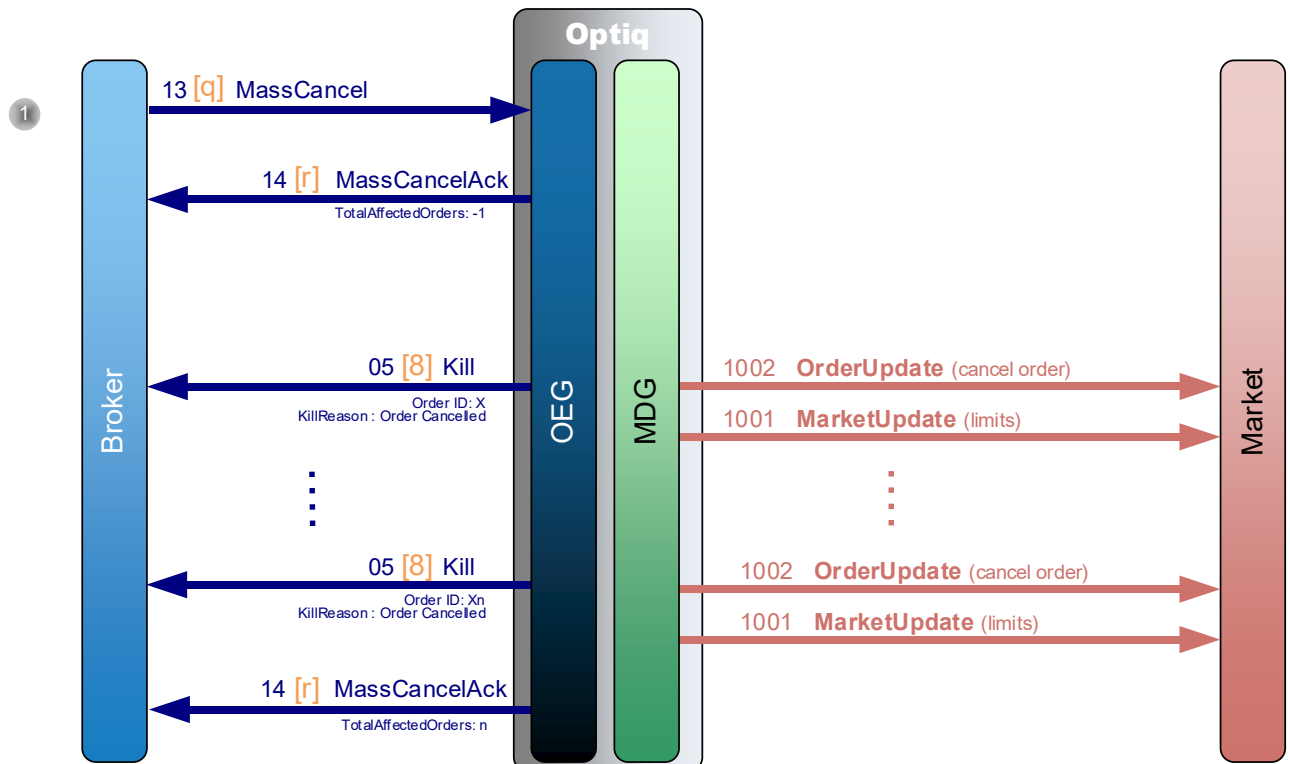 Optiq
13 [q] MassCancel
1
14 [r] MassCancelAck
TotalAffectedOrders: -1
05 [8] Kill
Order ID: X
KillReason : Order Cancelled
1002 OrderUpdate (cancel order)
1001 MarketUpdate (limits)
Broker
OEG
MDG
Market
05 [8] Kill
Order ID: Xn
KillReason : Order Cancelled
1002 OrderUpdate (cancel order)
1001 MarketUpdate (limits)
14 [r] MassCancelAck
TotalAffectedOrders: n